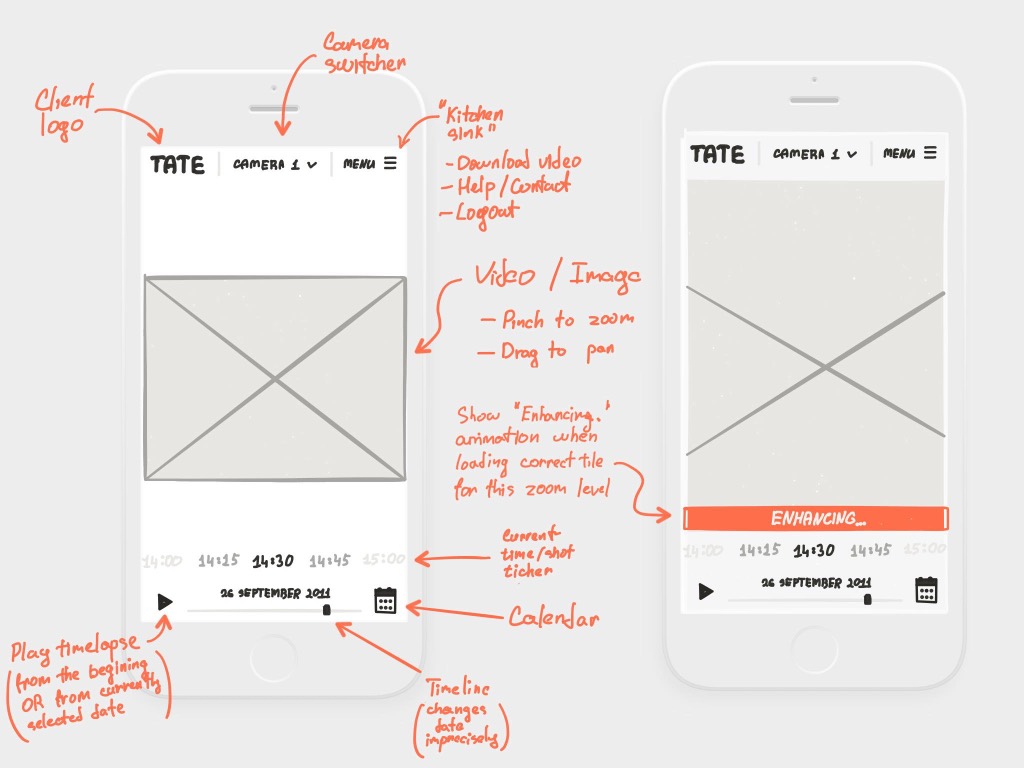 Camera
switcher
Client
logo
"Kitchen
sink"
- Download video
- Help / Contact
- Logout
TATE
CAMERA 1
MENU
TATE
CAMERA 1
MENU
Video / Image
- Pinch to zoom
- Drag to pan
Show "Enhancing."
animation when
loading correct tile
for this zoom level
ENHANCING...
Current
time/shot
ticker
14:00 14:15 14:30 14:45 15:00
14:00 14:15 14:30 14:45 15:00
26 SEPTEMBER 2011
26 SEPTEMBER 2011
Calendar
Play timelapse
(from the begining
OR from currently
selected date)
Timeline
(changes
date
imprecisely)